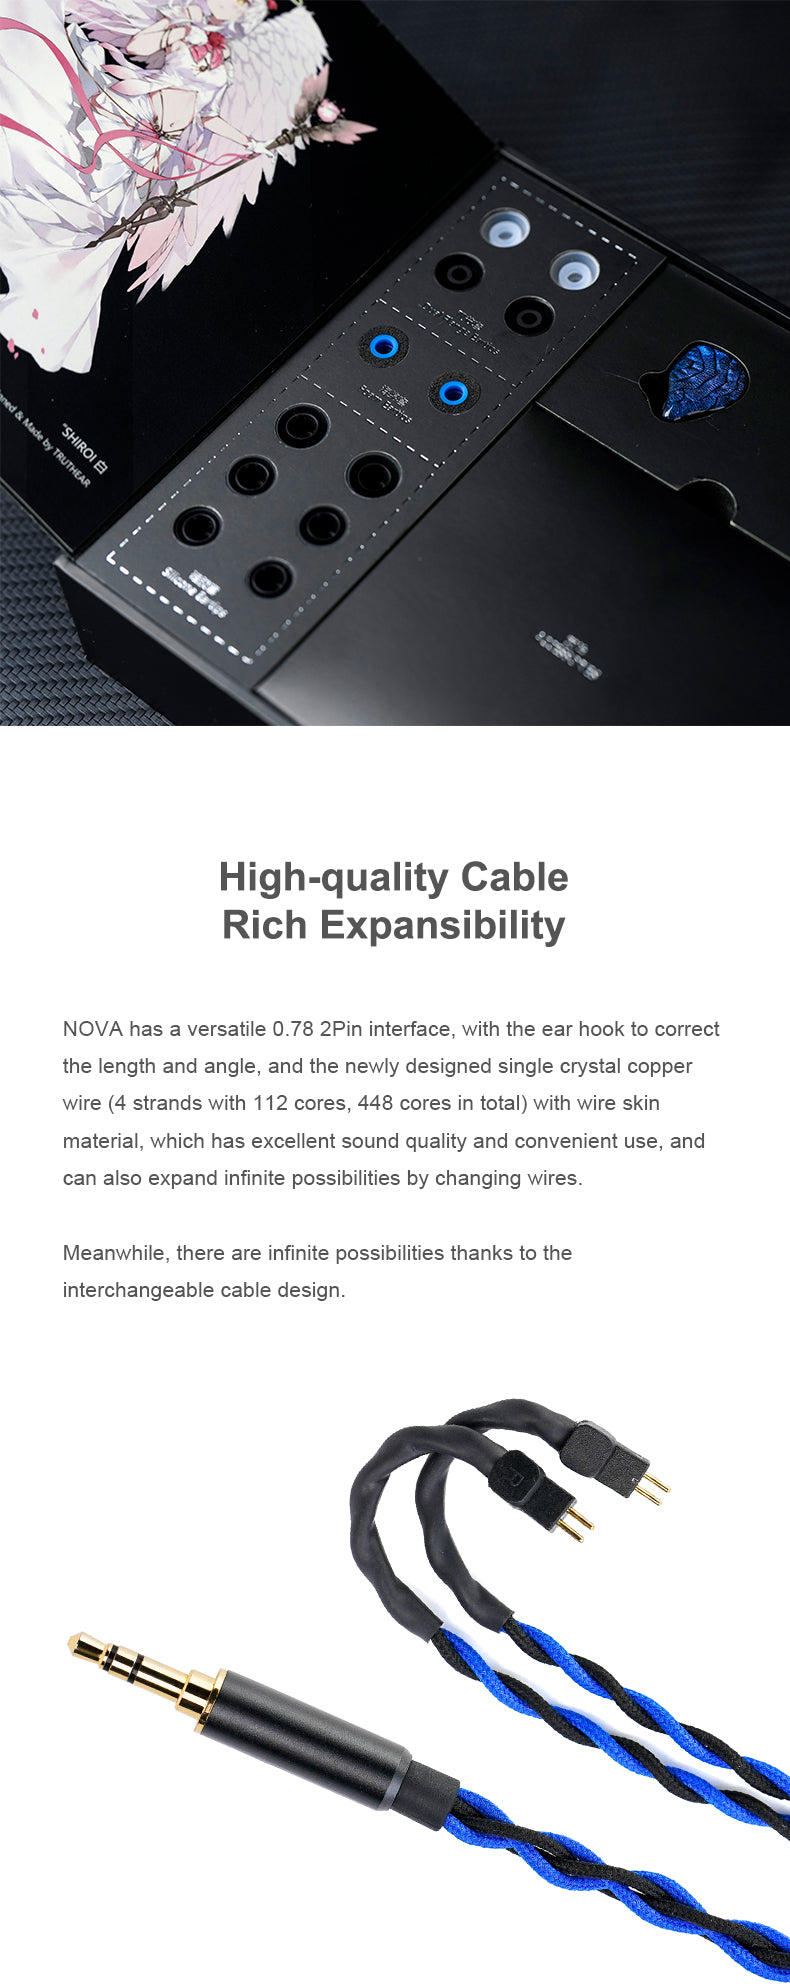 "SHIROI 白
ned & Made by TRUTHEAR
Silicone Eartips
High-quality Cable
Rich Expansibility
NOVA has a versatile 0.78 2Pin interface, with the ear hook to correct
the length and angle, and the newly designed single crystal copper
wire (4 strands with 112 cores, 448 cores in total) with wire skin
material, which has excellent sound quality and convenient use, and
can also expand infinite possibilities by changing wires.
Meanwhile, there are infinite possibilities thanks to the
interchangeable cable design.
R